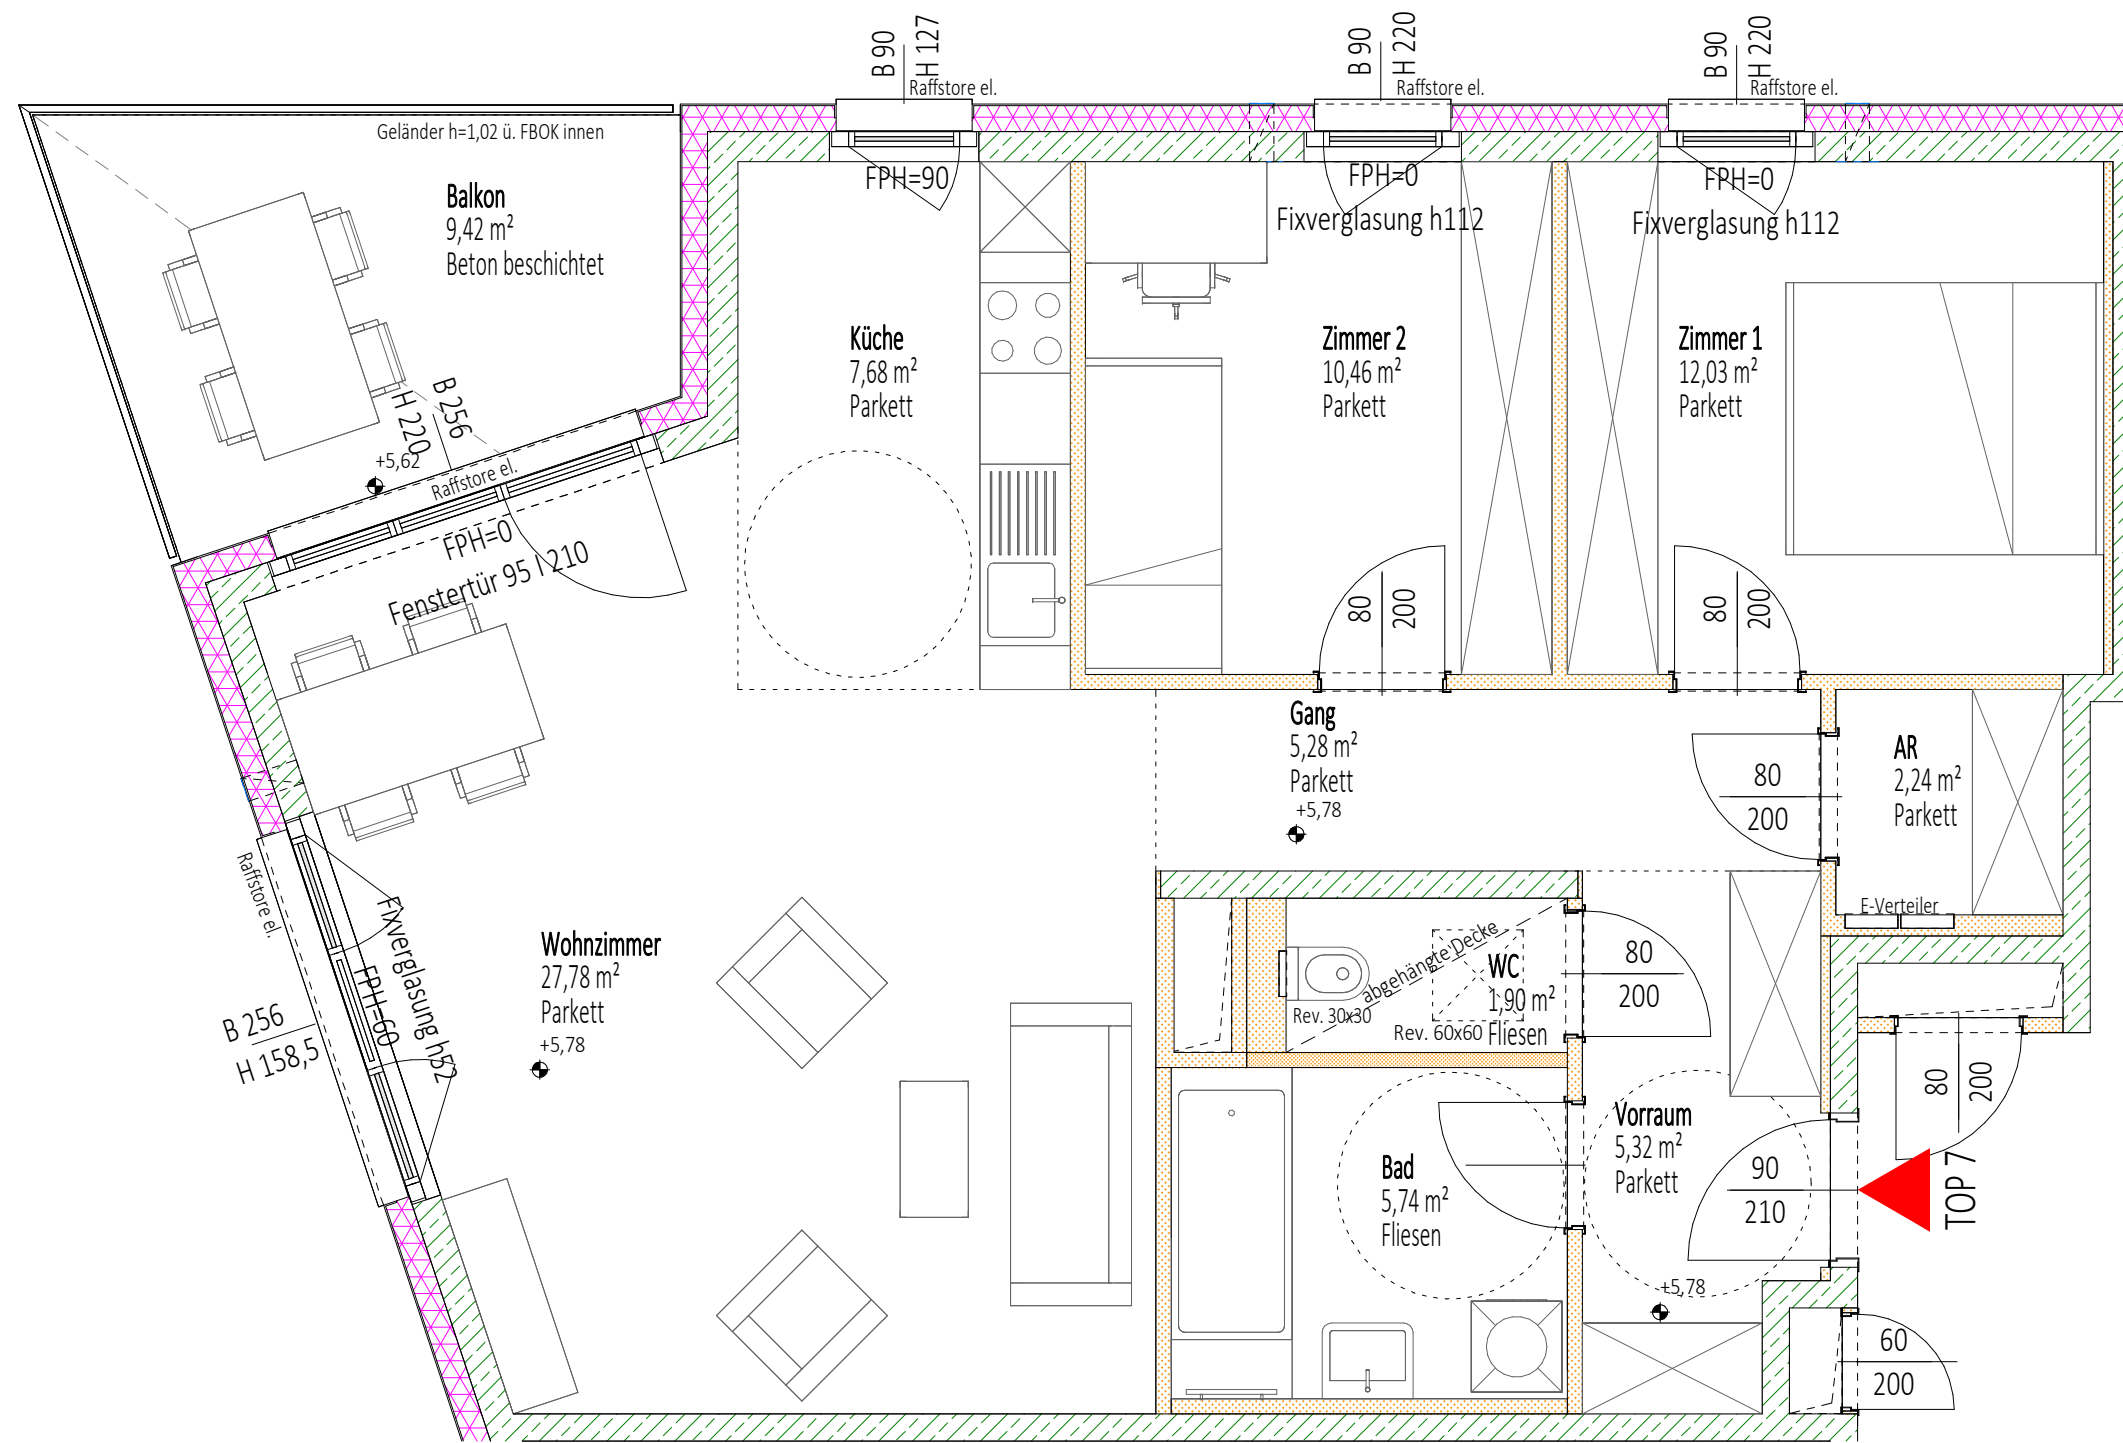 B 90
H 127
Raffstore el.
B 90
H 220
Raffstore el.
B 90
H 220
Raffstore el.
Geländer h=1,02 ü. FBOK innen
Balkon
9,42 m²
Beton beschichtet
FPH=90
FPH=0
Fixverglasung h112
FPH=0
Fixverglasung h112
Küche
7,68 m²
Parkett
Zimmer 2
10,46 m²
Parkett
Zimmer 1
12,03 m²
Parkett
B 256
H 220
+5,62
Raffstore el.
FPH=0
Fenstertür 95 / 210
80
200
80
200
Gang
5,28 m²
Parkett
+5,78
80
200
AR
2,24 m²
Parkett
E-Verteiler
Raffstore el.
Fixverglasung h52
FPH=60
B 256
H 158,5
Wohnzimmer
27,78 m²
Parkett
+5,78
abgehängte Decke
WC
1,90 m²
Fliesen
Rev. 30x30
Rev. 60x60
80
200
80
200
Vorraum
5,32 m²
Parkett
Bad
5,74 m²
Fliesen
90
210
TOP 7
+5,78
60
200